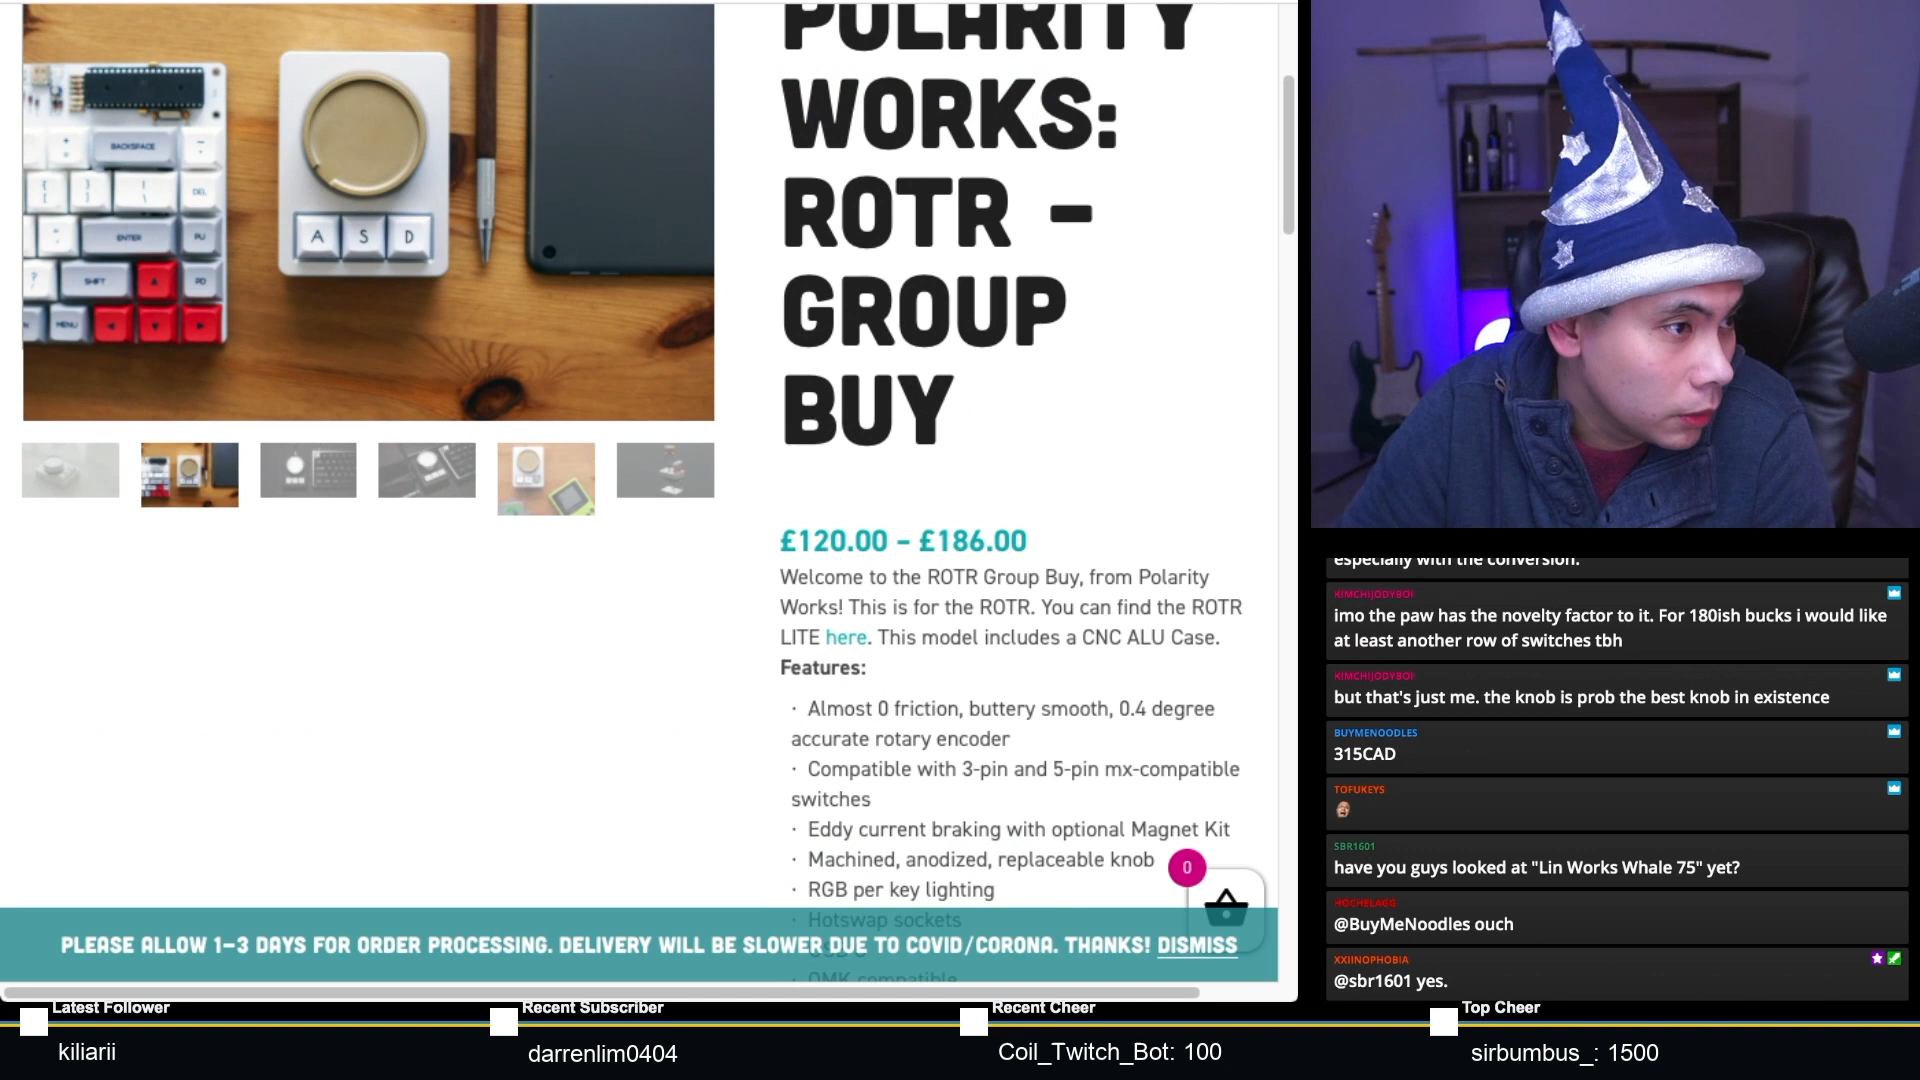 POLARITY
WORKS:
ROTR –
GROUP
BUY
BACKSPACE
DEL
ENTER
PU
SHIFT
PD
MENU
A S D
£120.00 – £186.00
Welcome to the ROTR Group Buy, from Polarity
Works! This is for the ROTR. You can find the ROTR
LITE here. This model includes a CNC ALU Case.
Features:
· Almost 0 friction, buttery smooth, 0.4 degree
accurate rotary encoder
· Compatible with 3-pin and 5-pin mx-compatible
switches
· Eddy current braking with optional Magnet Kit
· Machined, anodized, replaceable knob
· RGB per key lighting
· Hotswap sockets
· QMK compatible
0
PLEASE ALLOW 1-3 DAYS FOR ORDER PROCESSING. DELIVERY WILL BE SLOWER DUE TO COVID/CORONA. THANKS! DISMISS
especially with the conversion.
KIMCHIJODYBOI
imo the paw has the novelty factor to it. For 180ish bucks i would like
at least another row of switches tbh
KIMCHIJODYBOI
but that's just me. the knob is prob the best knob in existence
BUYMENOODLES
315CAD
TOFUKEYS
SBR1601
have you guys looked at "Lin Works Whale 75" yet?
HOCHELAGG
@BuyMeNoodles ouch
XXIINOPHOBIA
@sbr1601 yes.
Latest Follower
kiliarii
Recent Subscriber
darrenlim0404
Recent Cheer
Coil_Twitch_Bot: 100
Top Cheer
sirbumbus_: 1500